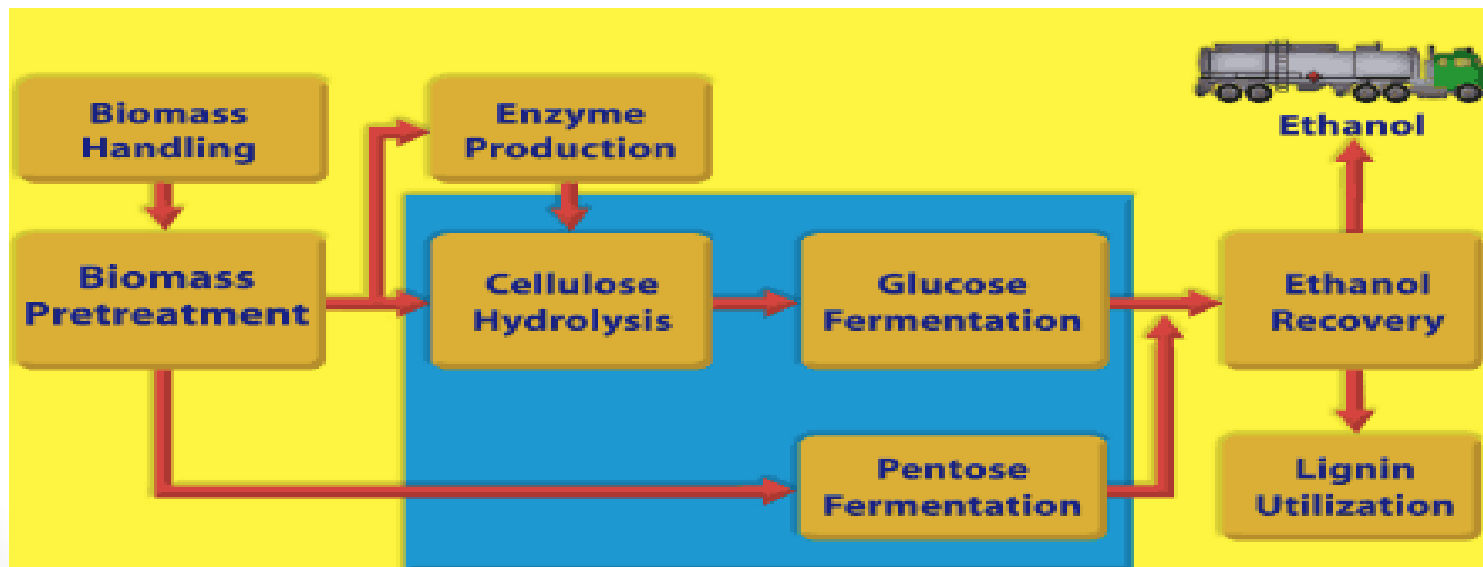 Biomass
Handling
Enzyme
Production
Ethanol
Biomass
Pretreatment
Cellulose
Hydrolysis
Glucose
Fermentation
Ethanol
Recovery
Pentose
Fermentation
Lignin
Utilization